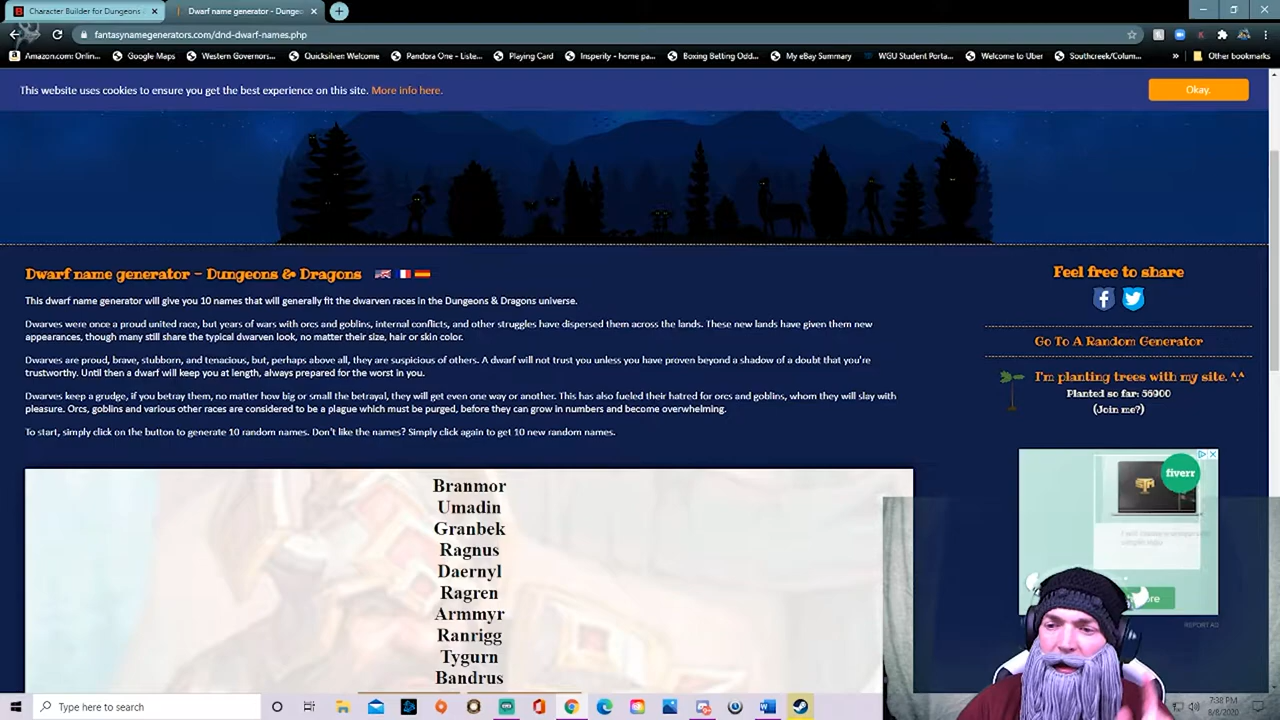 Character Builder for Dungeons &
Dwarf name generator - Dungeo
fantasynamegenerators.com/dnd-dwarf-names.php
Amazon.com: Onlin...
Google Maps
Western Governors...
Quicksilven Welcome
Pandora One - Liste...
Playing Card
Insperity - home pa...
Boxing Betting Odd...
My eBay Summary
WGU Student Porta...
Welcome to Uber
Southcreek/Colum...
Other bookmarks
This website uses cookies to ensure you get the best experience on this site. More info here.
Okay.
Dwarf name generator - Dungeons & Dragons
This dwarf name generator will give you 10 names that will generally fit the dwarven races in the Dungeons & Dragons universe.
Dwarves were once a proud united race, but years of wars with orcs and goblins, internal conflicts, and other struggles have dispersed them across the lands. These new lands have given them new
appearances, though many still share the typical dwarven look, no matter their size, hair or skin color.
Dwarves are proud, brave, stubborn, and tenacious, but, perhaps above all, they are suspicious of others. A dwarf will not trust you unless you have proven beyond a shadow of a doubt that you're
trustworthy. Until then a dwarf will keep you at length, always prepared for the worst in you.
Dwarves keep a grudge, if you betray them, no matter how big or small the betrayal, they will get even one way or another. This has also fueled their hatred for orcs and goblins, whom they will slay with
pleasure. Orcs, goblins and various other races are considered to be a plague which must be purged, before they can grow in numbers and become overwhelming.
To start, simply click on the button to generate 10 random names. Don't like the names? Simply click again to get 10 new random names.
Branmor
Umadin
Granbek
Ragnus
Daernyl
Ragren
Armmyr
Ranrigg
Tygurn
Bandrus
Feel free to share
Go To A Random Generator
I'm planting trees with my site. ^.^
Planted so far: 56900
(Join me?)
fiverr
REPORT AD
Type here to search
7:38 PM
8/8/2020